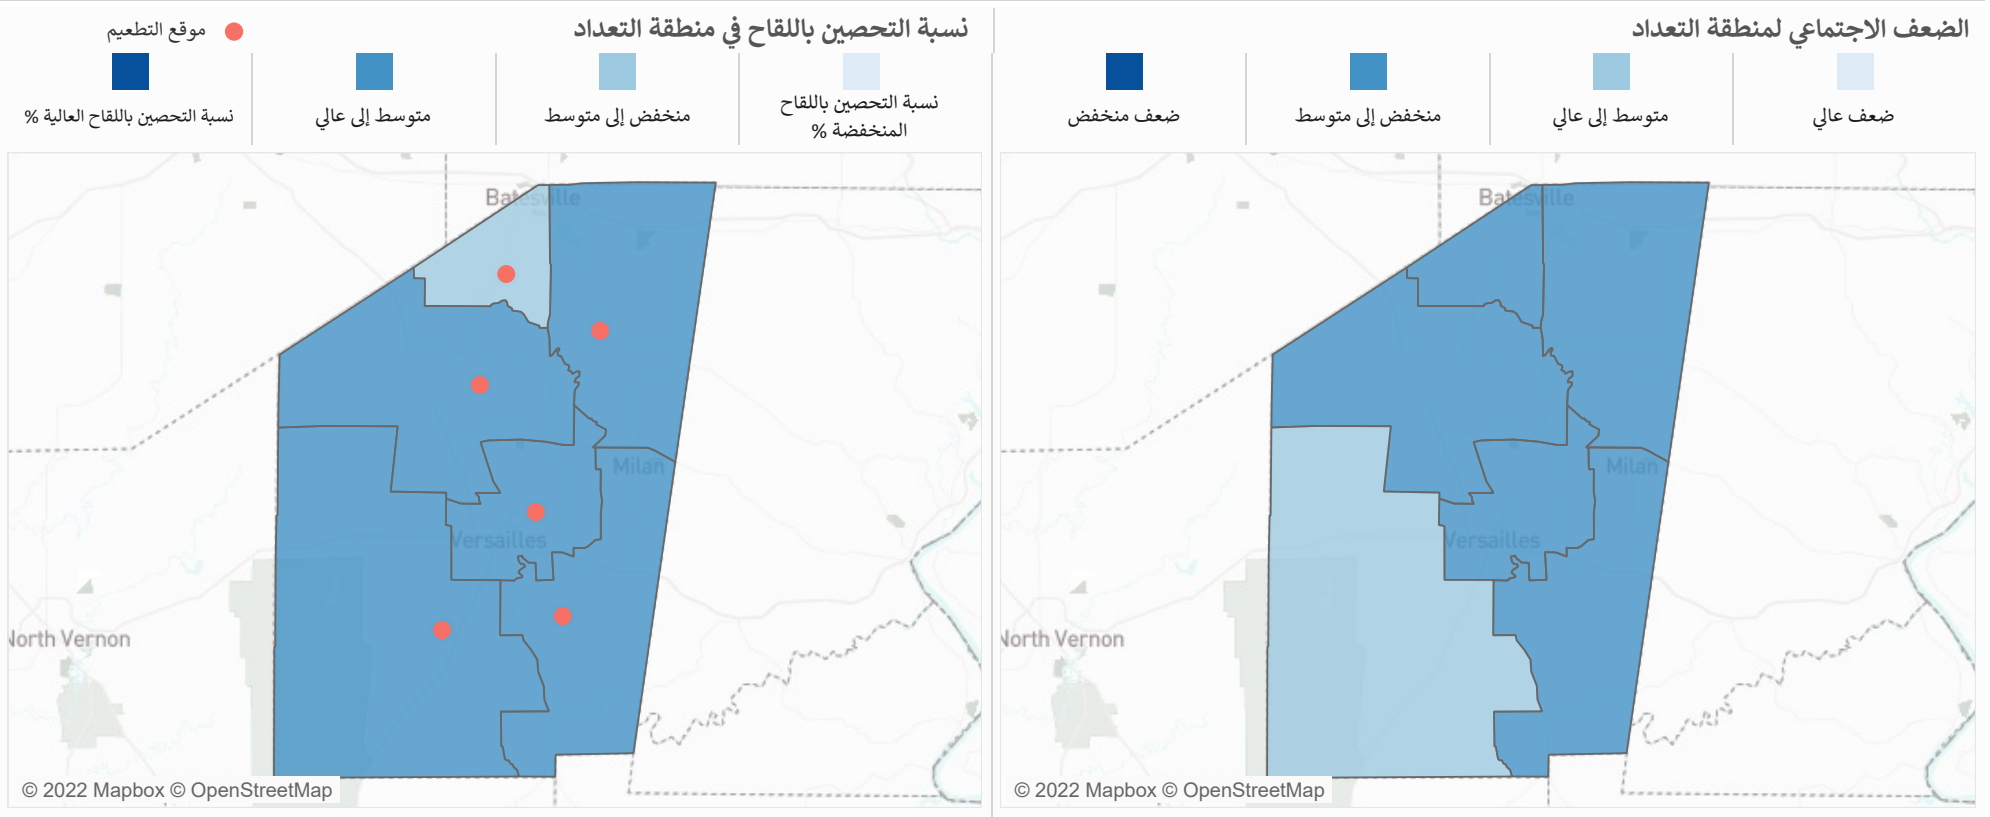 الضعف الاجتماعي لمنطقة التعداد
ضعف عالي
متوسط إلى عالي
منخفض إلى متوسط
ضعف منخفض
Batesville
Milan
Versailles
North Vernon
© 2022 Mapbox © OpenStreetMap
نسبة التحصين باللقاح في منطقة التعداد
موقع التطعيم
نسبة التحصين باللقاح
المنخفضة %
منخفض إلى متوسط
متوسط إلى عالي
نسبة التحصين باللقاح العالية %
Batesville
Milan
Versailles
North Vernon
© 2022 Mapbox © OpenStreetMap